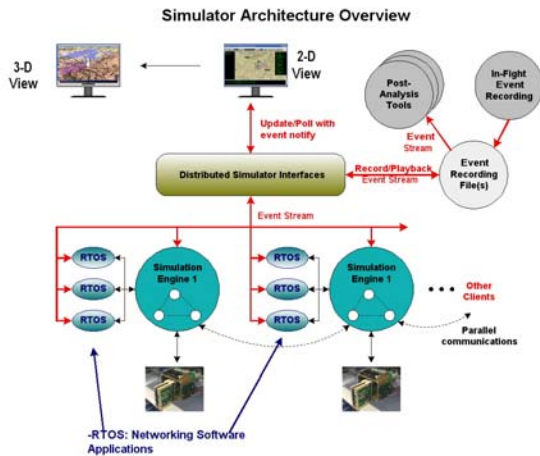 Simulator Architecture Overview
3-D
View
2-D
View
Post-
Analysis
Tools
In-Fight
Event
Recording
Update/Poll with
event notify
Event
Stream
Distributed Simulator Interfaces
Record/Playback
Event Stream
Event
Recording
File(s)
Event Stream
RTOS
RTOS
RTOS
Simulation
Engine 1
RTOS
RTOS
RTOS
Simulation
Engine 1
Other
Clients
Parallel
communications
-RTOS: Networking Software
Applications